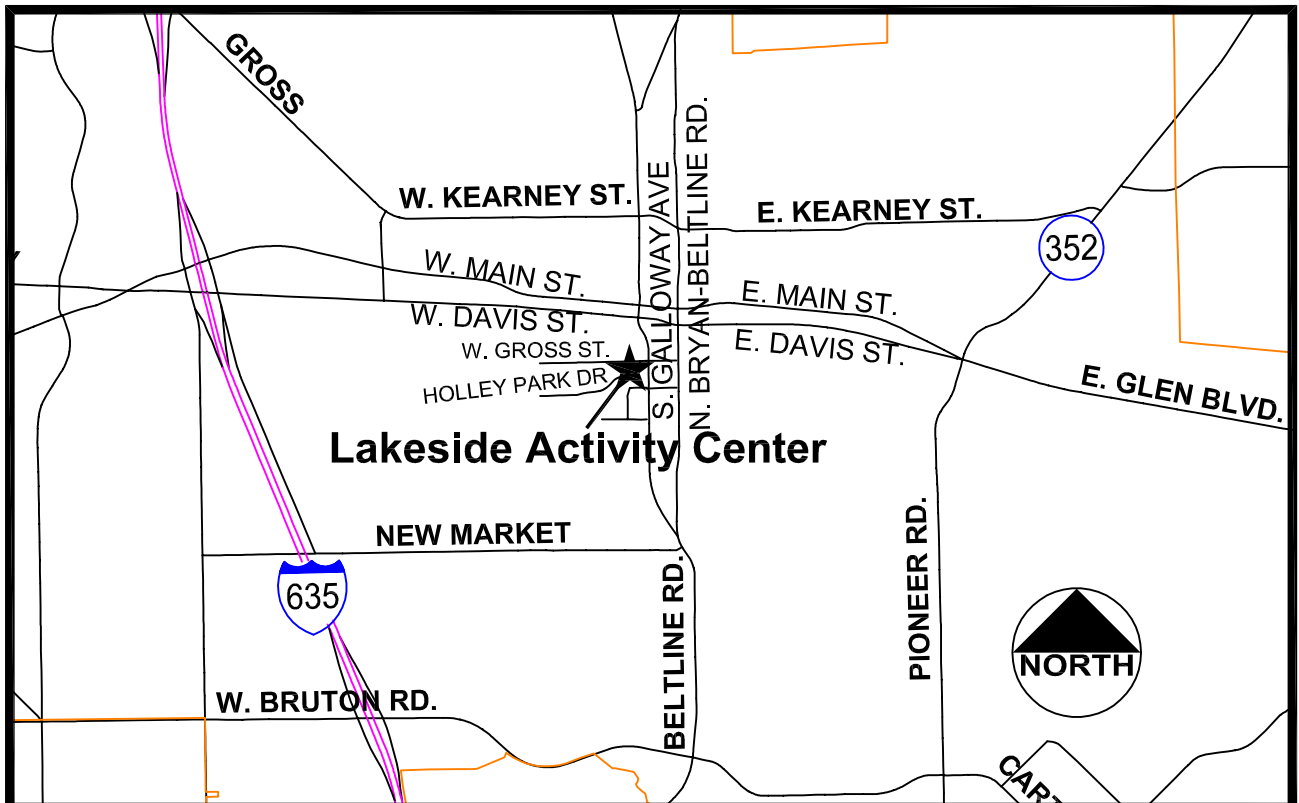 GROSS
W. KEARNEY ST.
E. KEARNEY ST.
352
S. GALLOWAY AVE
N. BRYAN-BELTLINE RD.
W. MAIN ST.
E. MAIN ST.
W. DAVIS ST.
E. DAVIS ST.
W. GROSS ST.
HOLLEY PARK DR
E. GLEN BLVD.
Lakeside Activity Center
NEW MARKET
635
BELTLINE RD.
PIONEER RD.
NORTH
W. BRUTON RD.